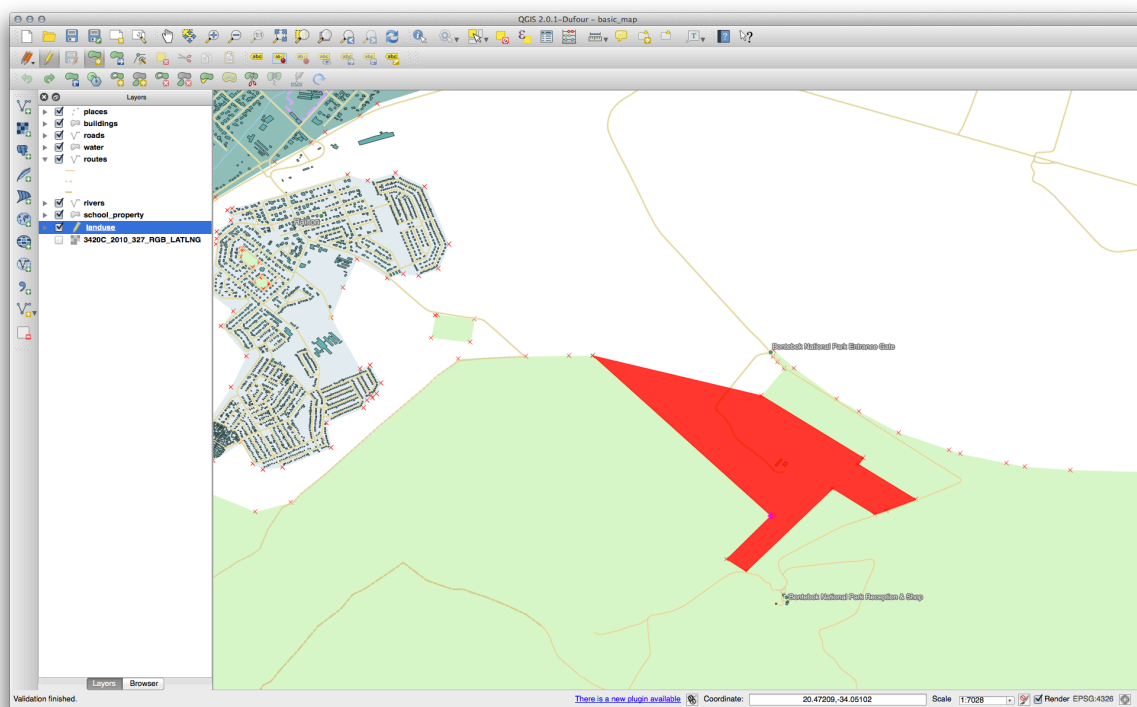 QGIS 2.0.1-Dufour - basic_map
Layers
places
buildings
roads
water
routes
rivers
school_property
landuse
3420C_2010_327_RGB_LATLNG
Bontebok National Park Entrance Gate
Bontebok National Park Reception & Shop
Layers
Browser
Validation finished.
There is a new plugin available
Coordinate:
20.47209,-34.05102
Scale
1:7028
Render
EPSG:4326